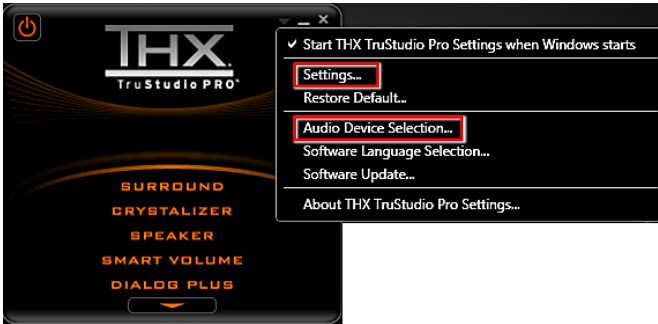 THX
TruStudio PRO™
SURROUND
CRYSTALIZER
SPEAKER
SMART VOLUME
DIALOG PLUS
Start THX TruStudio Pro Settings when Windows starts
Settings...
Restore Default...
Audio Device Selection...
Software Language Selection...
Software Update...
About THX TruStudio Pro Settings...